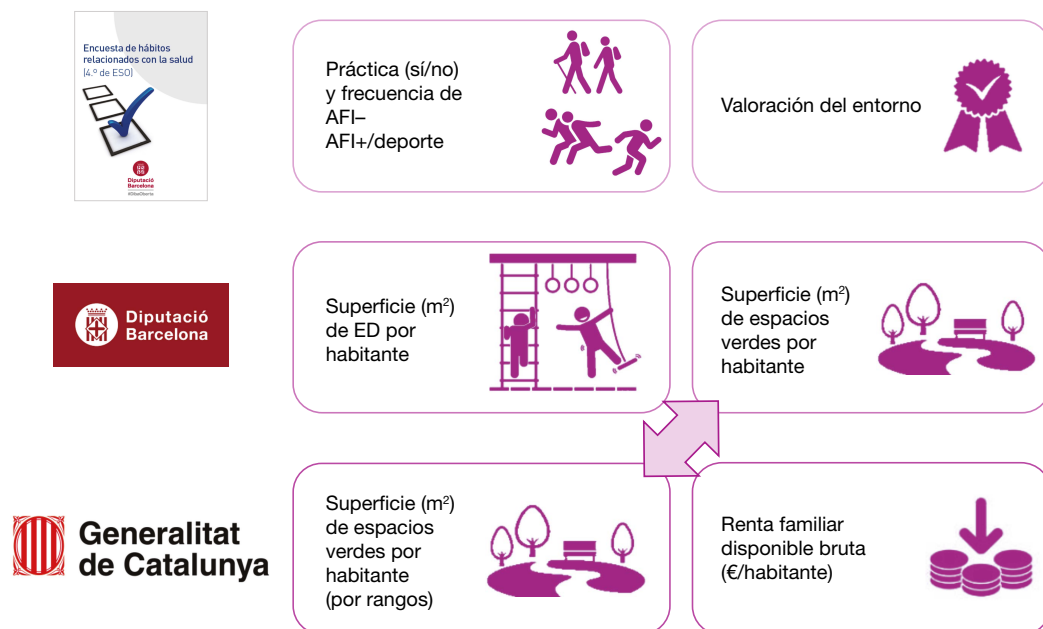 Encuesta de hábitos
relacionados con la salud
(4.º de ESO)
Diputació
Barcelona
#DibaOberta
Práctica (sí/no)
y frecuencia de
AFI–
AFI+/deporte
Valoración del entorno
Diputació
Barcelona
Superficie (m²)
de ED por
habitante
Superficie (m²)
de espacios
verdes por
habitante
Generalitat
de Catalunya
Superficie (m²)
de espacios
verdes por
habitante
(por rangos)
Renta familiar
disponible bruta
(€/habitante)